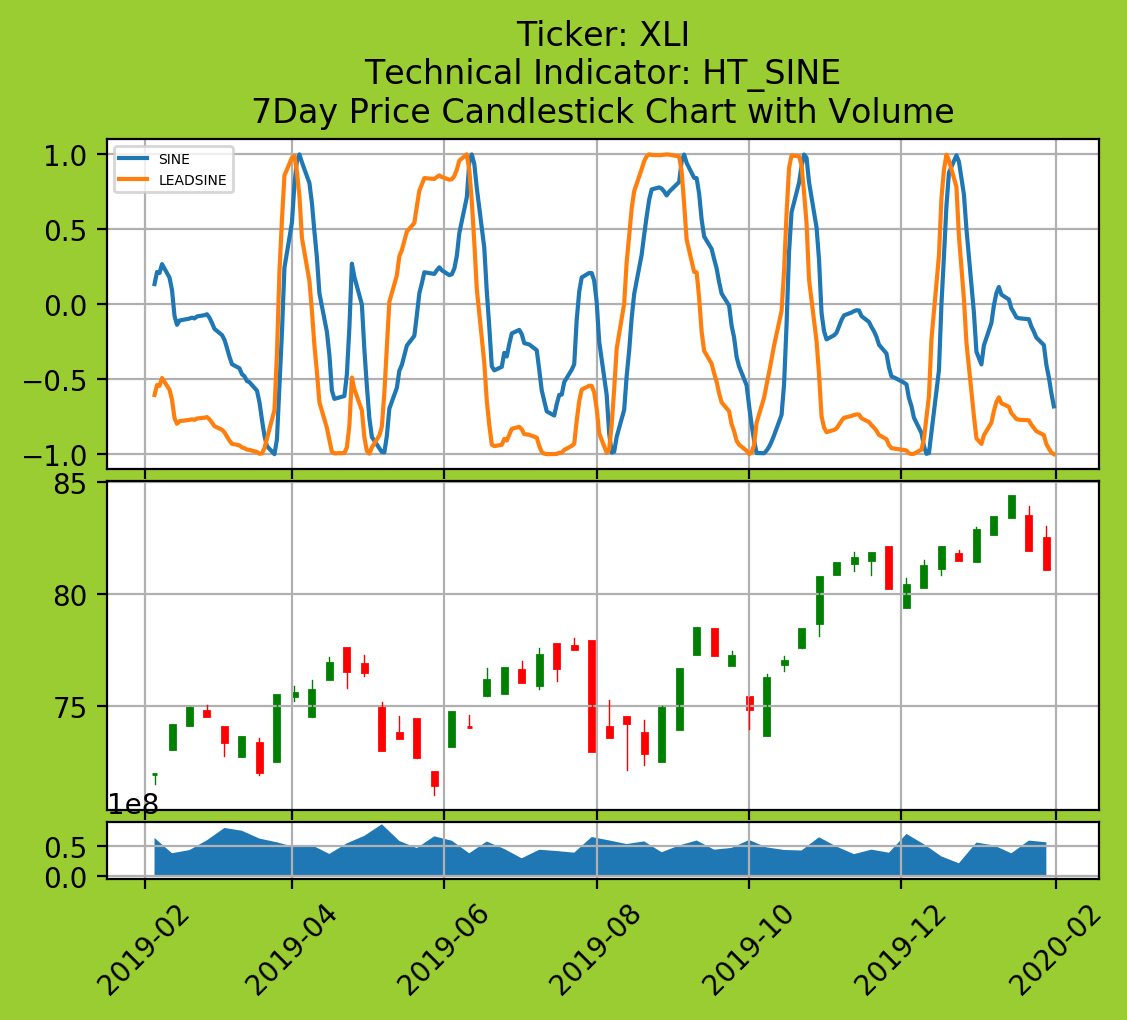 Ticker: XLI
Technical Indicator: HT_SINE
7Day Price Candlestick Chart with Volume
SINE
LEADSINE
1.0
0.5
0.0
−0.5
−1.0
85
80
75
1e8
0.5
0.0
2019-02
2019-04
2019-06
2019-08
2019-10
2019-12
2020-02